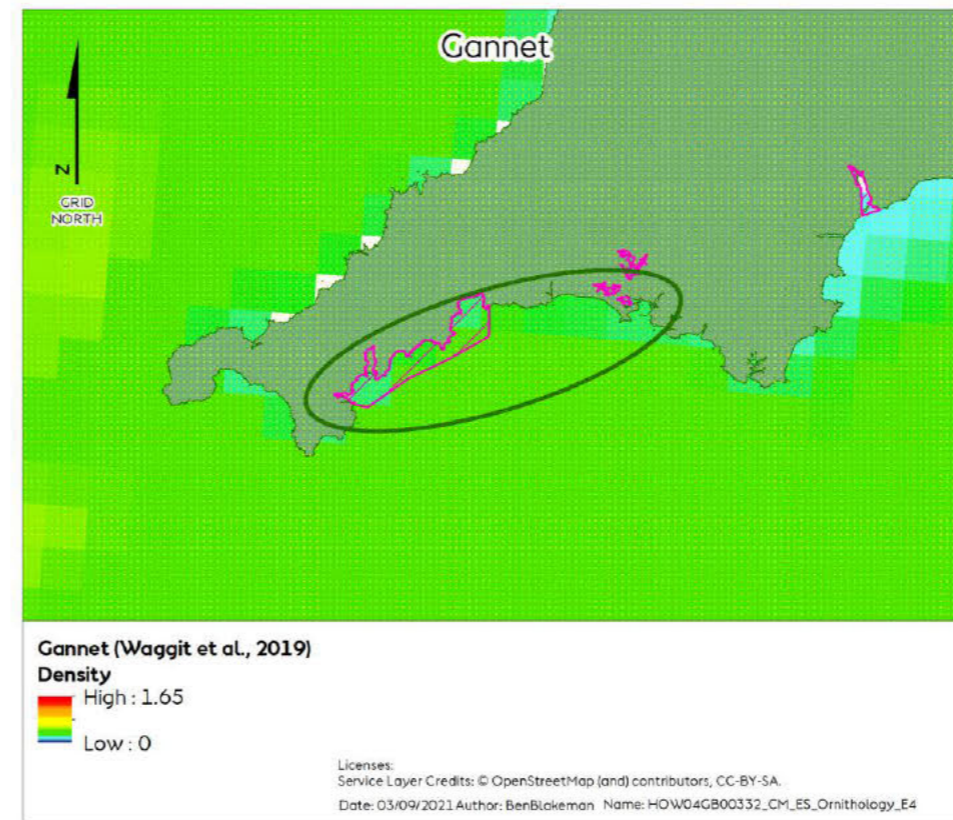 Gannet
N
GRID
NORTH
Gannet (Waggit et al., 2019)
Density
High : 1.65
Low : 0
Licenses:
Service Layer Credits: © OpenStreetMap (and) contributors, CC-BY-SA.
Date: 03/09/2021 Author: BenBlakeman Name: HOW04GB00332_CM_ES_Ornithology_E4